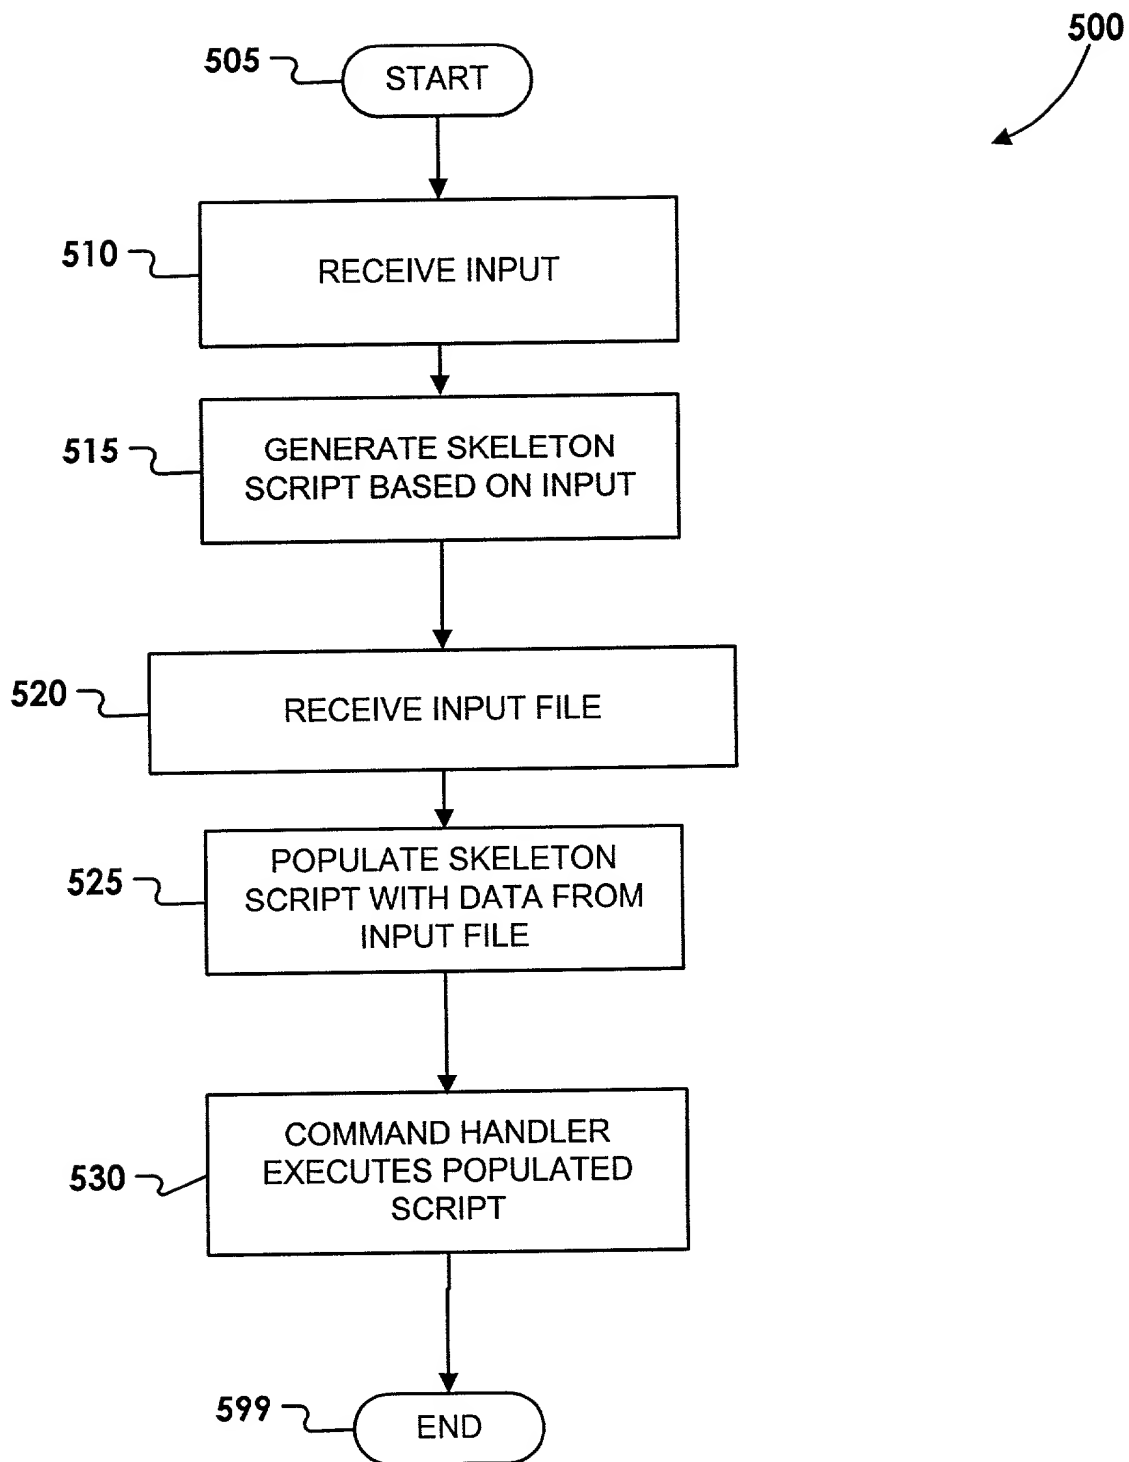 500
505
START
510
RECEIVE INPUT
515
GENERATE SKELETON
SCRIPT BASED ON INPUT
520
RECEIVE INPUT FILE
525
POPULATE SKELETON
SCRIPT WITH DATA FROM
INPUT FILE
530
COMMAND HANDLER
EXECUTES POPULATED
SCRIPT
599
END